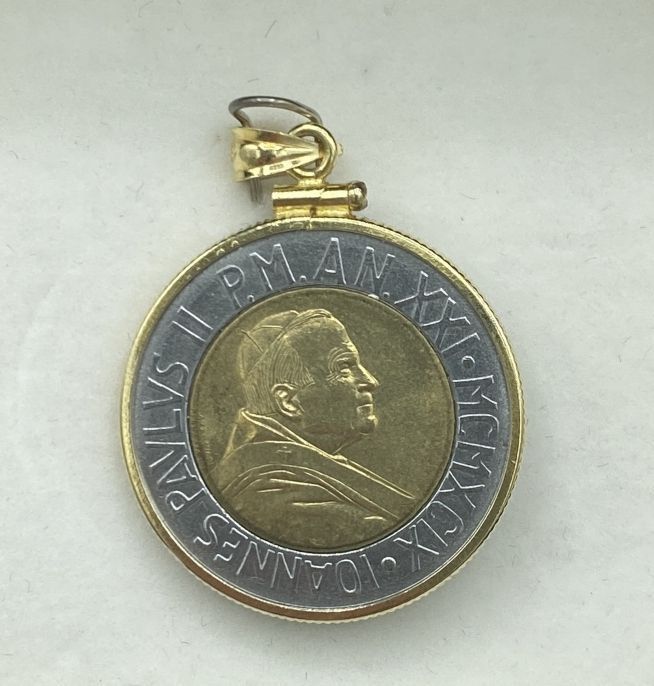 IOANNES PAVLVS II P.M. AN. XXI · MCMXCIX ·